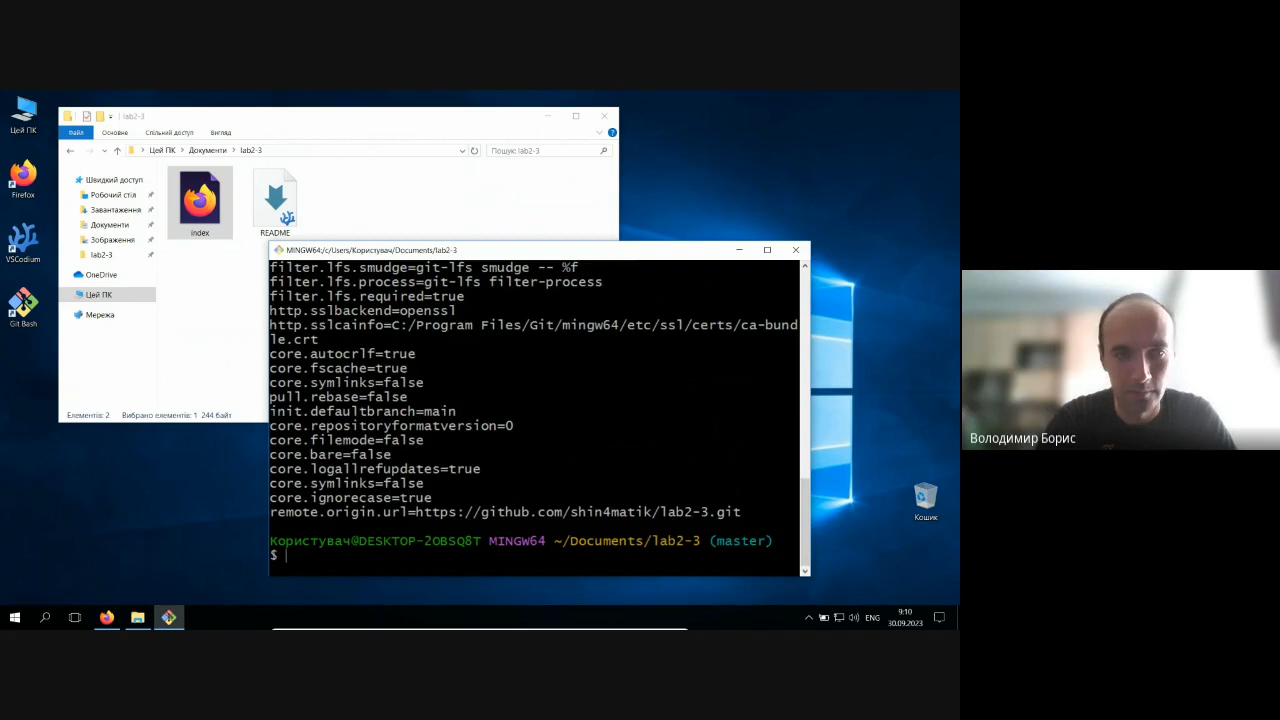 Цей ПК
Firefox
VSCodium
Git Bash
lab2-3
Файл
Основне
Спільний доступ
Вигляд
Цей ПК
Документи
lab2-3
Пошук: lab2-3
Швидкий доступ
Робочий стіл
Завантаження
Документи
Зображення
lab2-3
OneDrive
Цей ПК
Мережа
index
README
Елементів: 2 Вибрано елементів: 1 244 байт
MINGW64:/c/Users/Користувач/Documents/lab2-3
filter.lfs.smudge=git-lfs smudge -- %f
filter.lfs.process=git-lfs filter-process
filter.lfs.required=true
http.sslbackend=openssl
http.sslcainfo=C:/Program Files/Git/mingw64/etc/ssl/certs/ca-bund
le.crt
core.autocrlf=true
core.fscache=true
core.symlinks=false
pull.rebase=false
init.defaultbranch=main
core.repositoryformatversion=0
core.filemode=false
core.bare=false
core.logallrefupdates=true
core.symlinks=false
core.ignorecase=true
remote.origin.url=https://github.com/shin4matik/lab2-3.git
Користувач@DESKTOP-2OBSQ8T MINGW64 ~/Documents/lab2-3 (master)
$
Кошик
ENG
9:10
30.09.2023
Володимир Борис